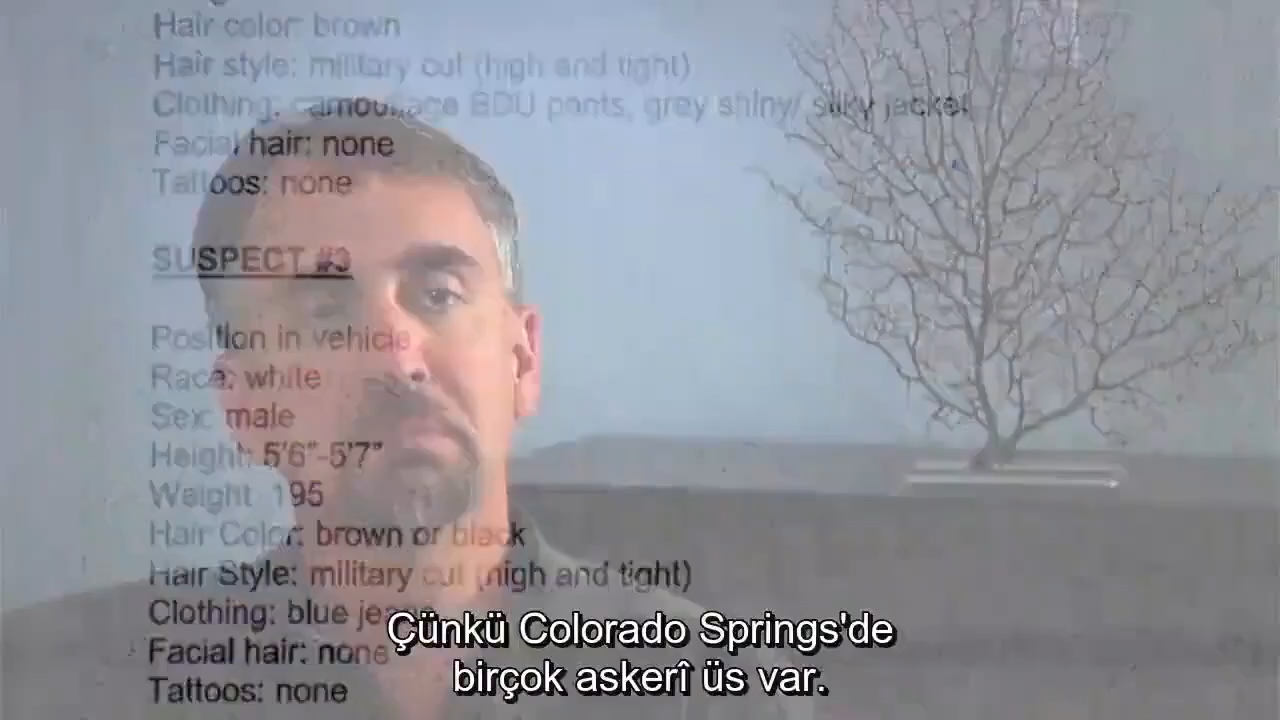 Hair color: brown
Hair style: military cut (high and tight)
Clothing: camouflage BDU pants, grey shiny/ silky jacket
Facial hair: none
Tattoos: none
SUSPECT #3
Position in vehicle
Race: white
Sex: male
Height: 5'6"-5'7"
Weight 195
Hair Color: brown or black
Hair Style: military cut (high and tight)
Clothing: blue jeans
Facial hair: none
Tattoos: none
Çünkü Colorado Springs'de
birçok askerî üs var.